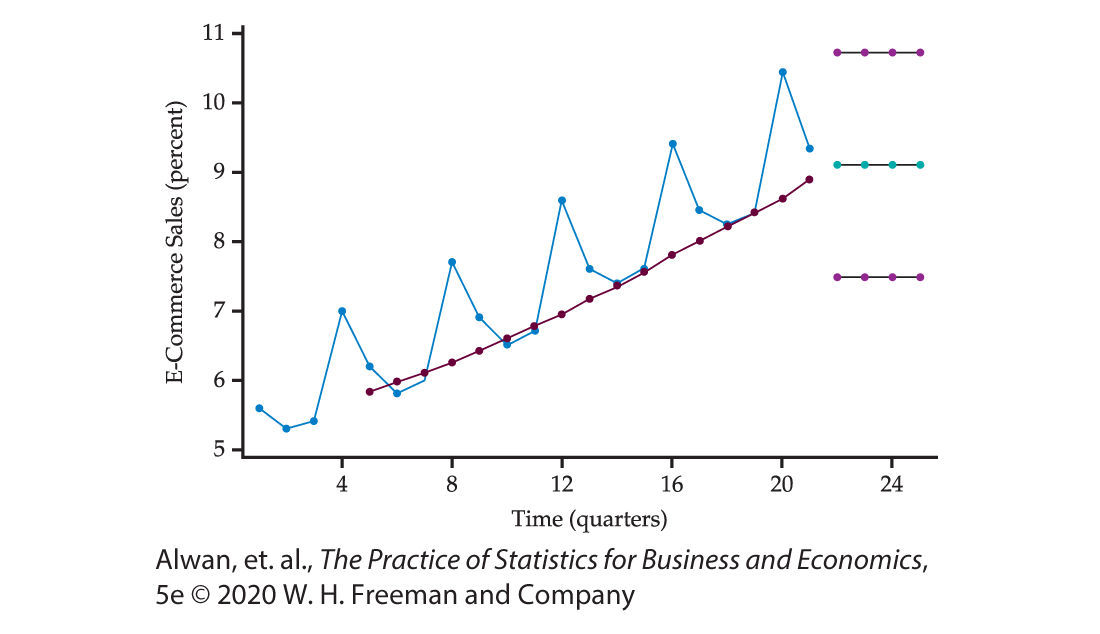 11
10
9
8
7
6
5
E-Commerce Sales (percent)
4 8 12 16 20 24
Time (quarters)
Alwan, et. al., The Practice of Statistics for Business and Economics,
5e © 2020 W. H. Freeman and Company